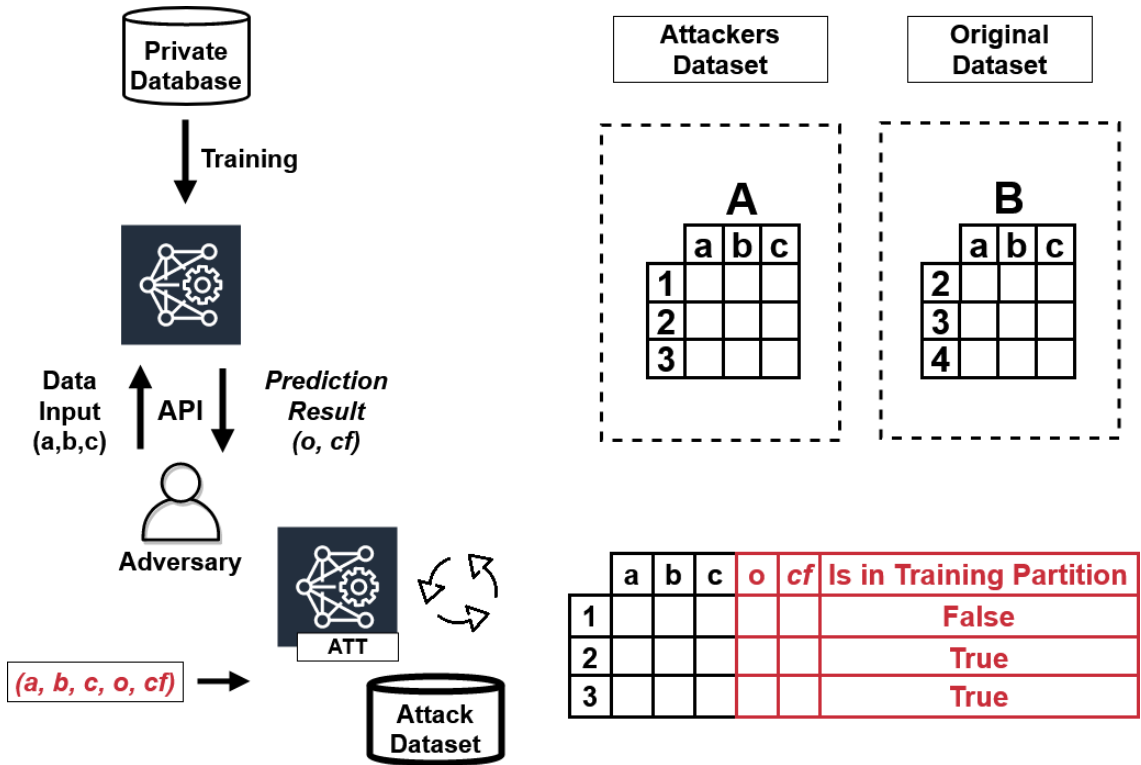 Private
Database
Training
Data
Input
(a,b,c)
API
Prediction
Result
(o, cf)
Adversary
ATT
(a, b, c, o, cf)
Attack
Dataset
Attackers
Dataset
Original
Dataset
A
a b c
1
2
3
B
a b c
2
3
4
a b c o cf Is in Training Partition
1 False
2 True
3 True